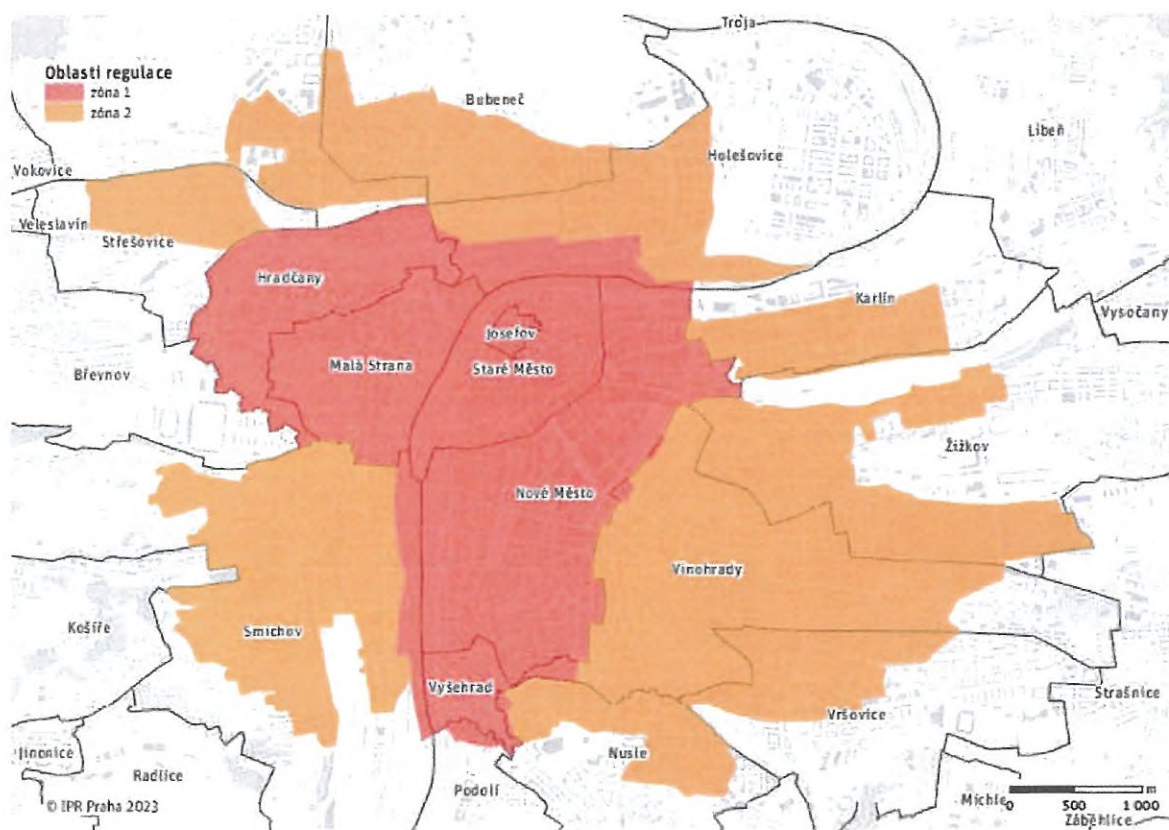 Troja
Oblasti regulace
zóna 1
zóna 2
Bubeneč
Libeň
Holešovice
Vokovice
Veleslavín
Střešovice
Hradčany
Karlín
Vysočany
Josefov
Malá Strana
Staré Město
Břevnov
Žižkov
Nové Město
Vinohrady
Košíře
Smíchov
Vyšehrad
Strašnice
Vršovice
Jinonice
Radlice
Nusle
Podolí
Michle
0 500 1 000 m
© IPR Praha 2023
Záběhlice